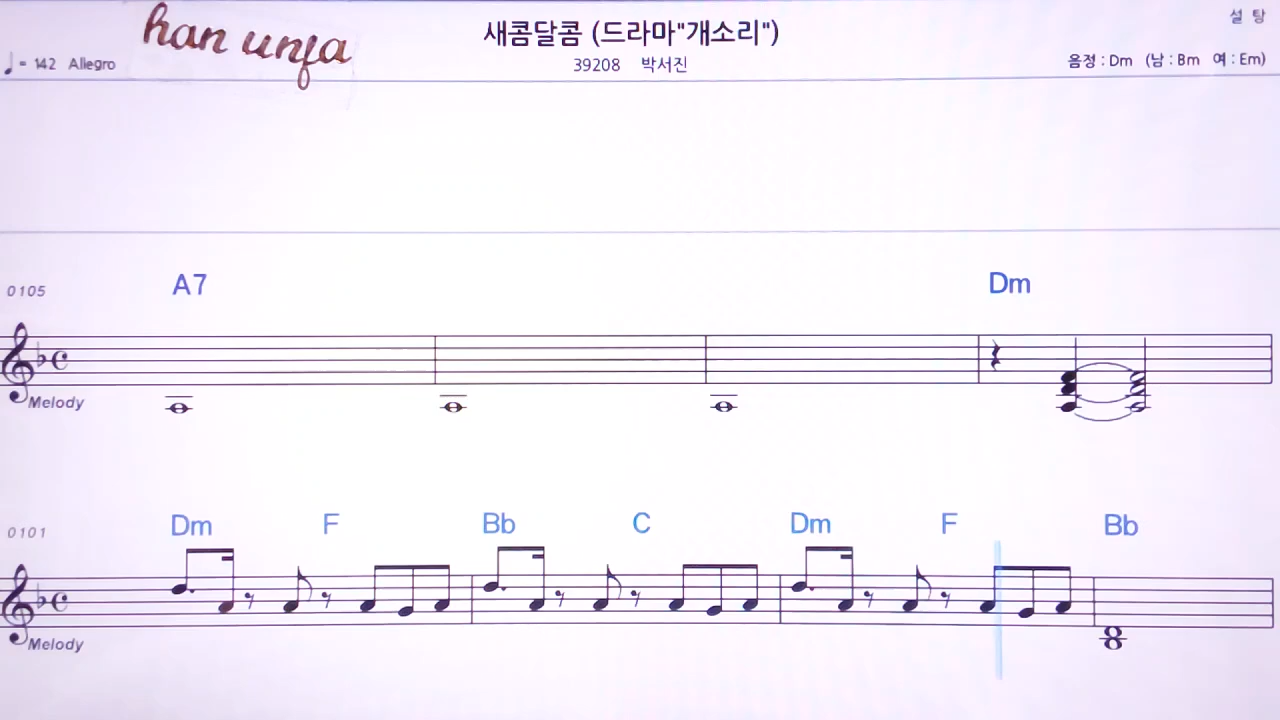 han unja
새콤달콤 (드라마"개소리")
설 탕
♩= 142 Allegro
39208 박서진
음정 : Dm (남 : Bm 여 : Em)
A7 Dm
0105
Melody
Dm F Bb C Dm F Bb
0101
Melody